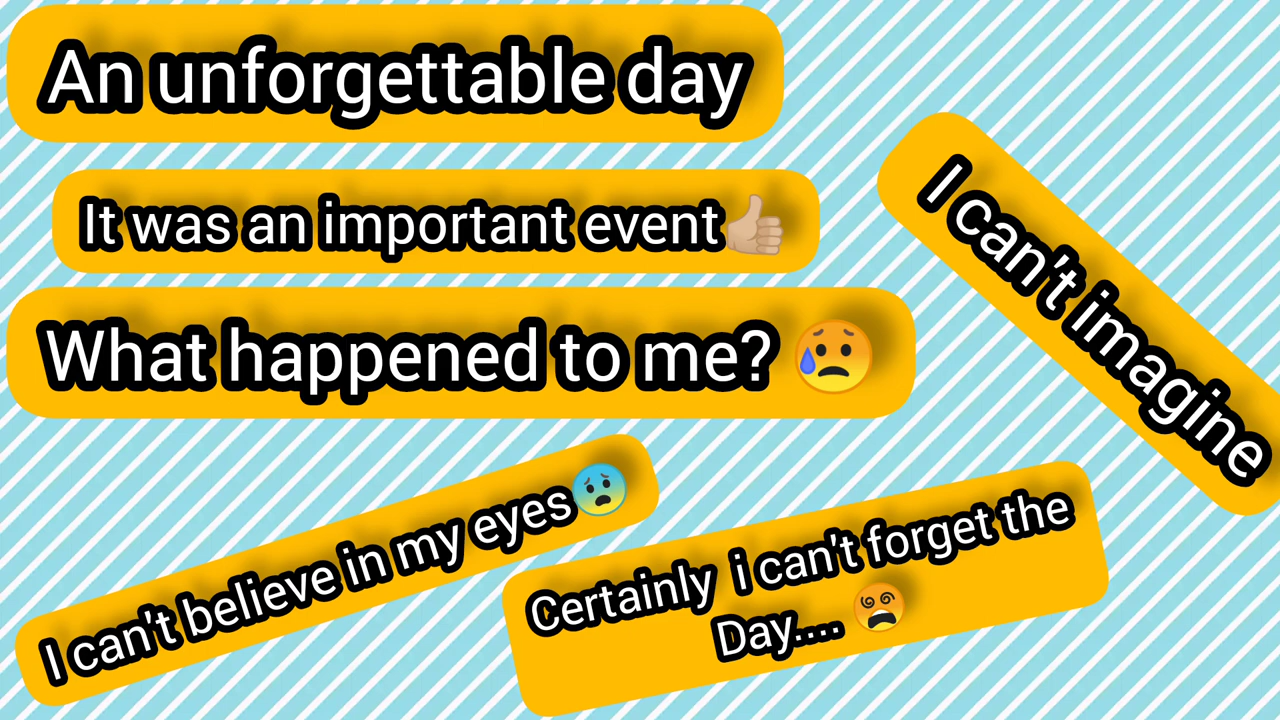 An unforgettable day
It was an important event👍🏼
What happened to me? 😥
I can't imagine
I can't believe in my eyes😰
Certainly i can't forget the
Day.... 😵‍💫